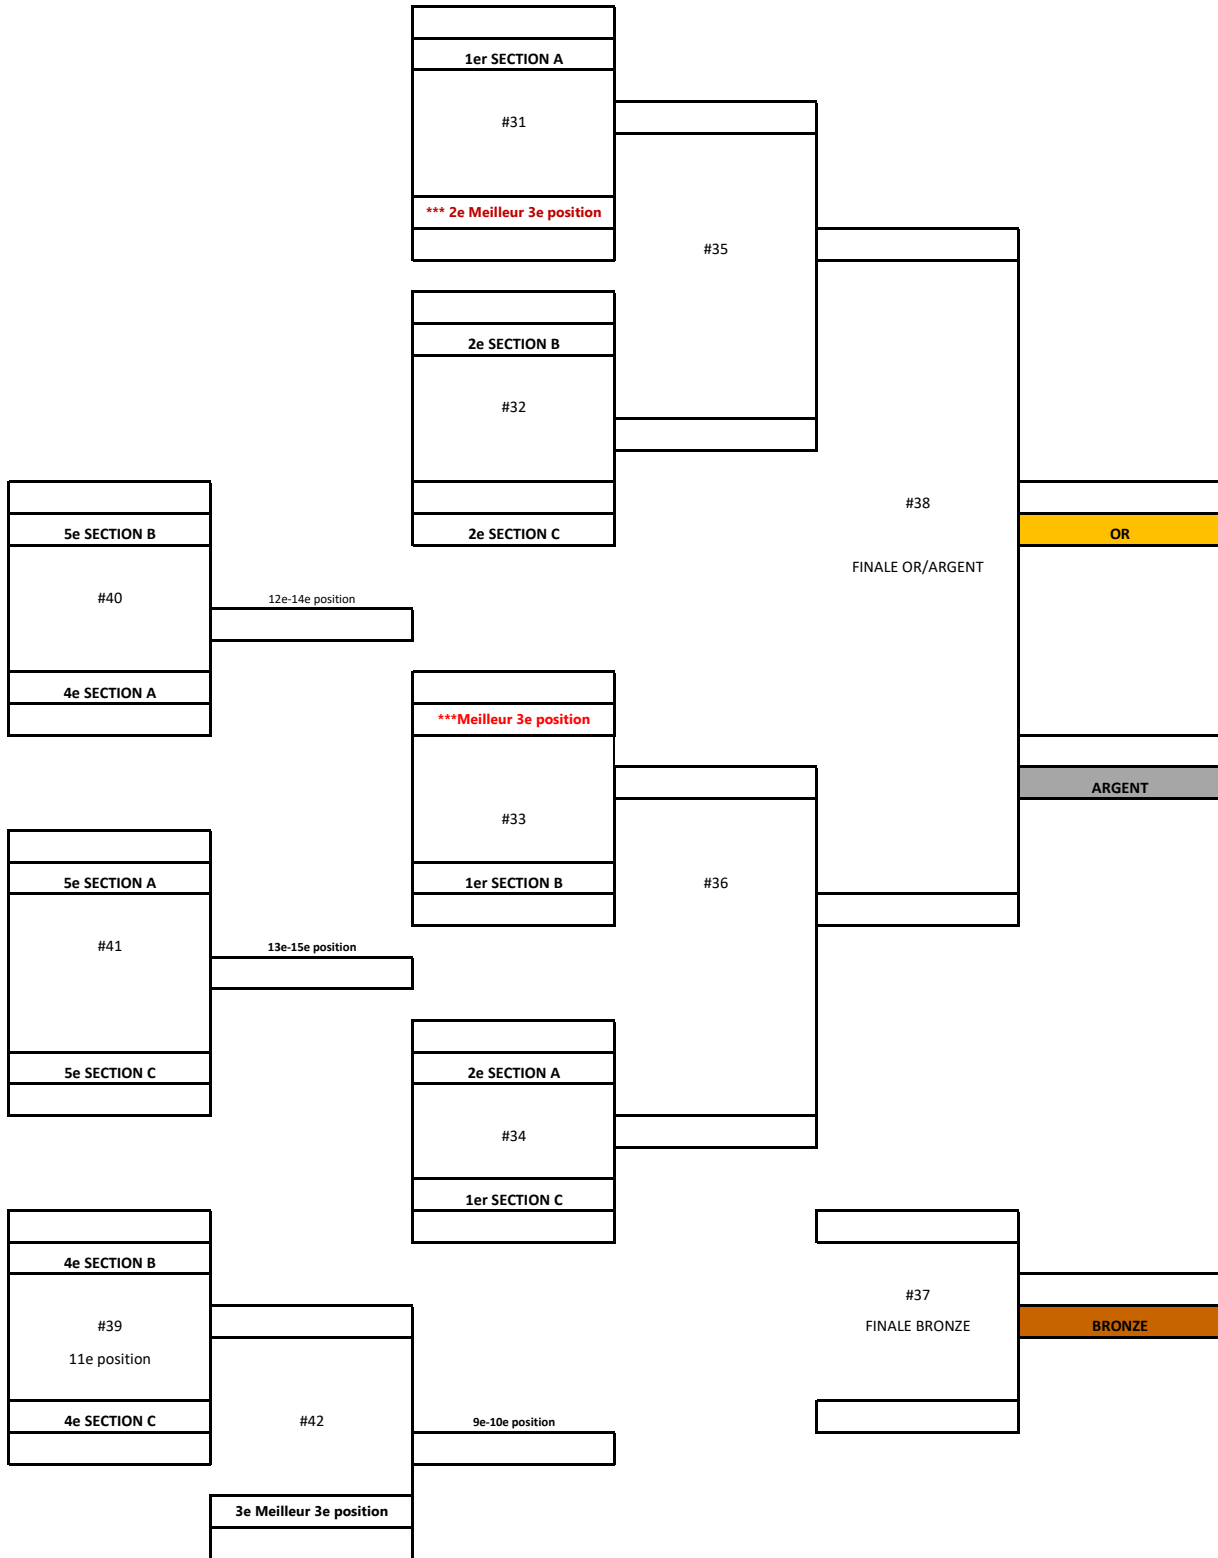 1er SECTION A
#31
*** 2e Meilleur 3e position
#35
2e SECTION B
#32
2e SECTION C
#38
FINALE OR/ARGENT
OR
5e SECTION B
#40
12e-14e position
4e SECTION A
***Meilleur 3e position
#33
1er SECTION B
#36
ARGENT
5e SECTION A
#41
13e-15e position
5e SECTION C
2e SECTION A
#34
1er SECTION C
4e SECTION B
#39
11e position
4e SECTION C
#42
9e-10e position
3e Meilleur 3e position
#37
FINALE BRONZE
BRONZE